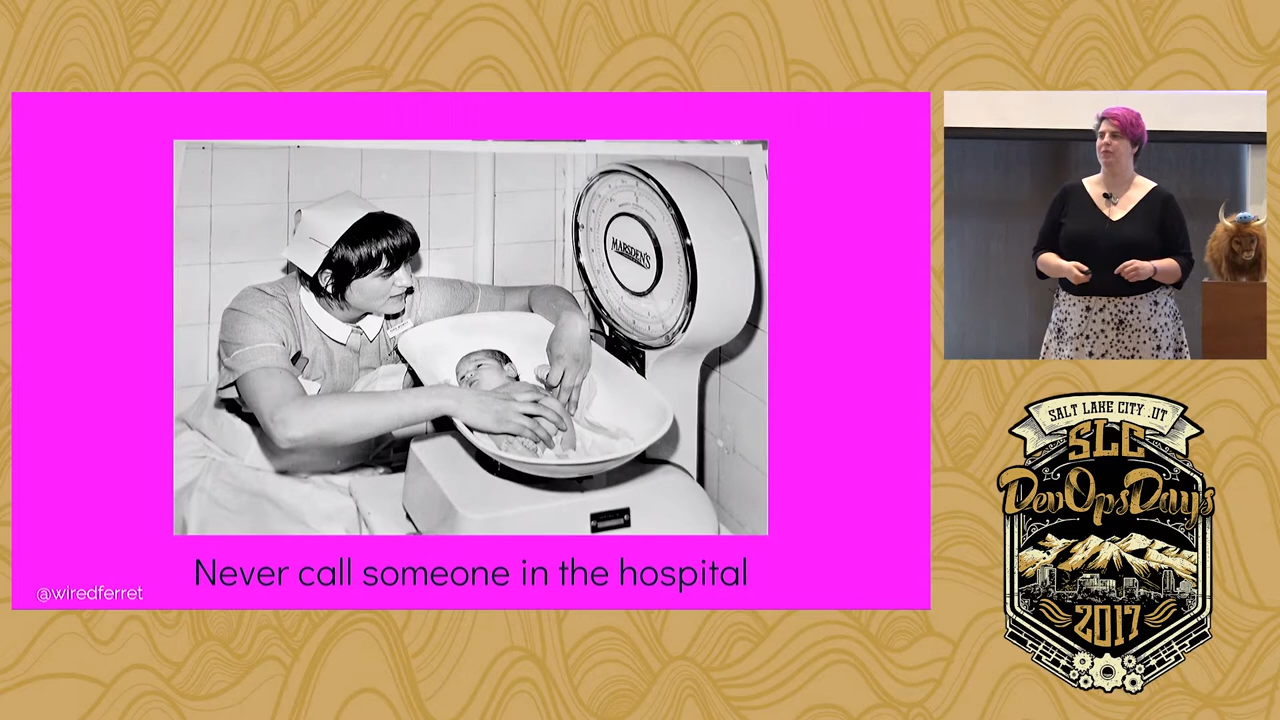 MARSDEN'S
Never call someone in the hospital
@wiredferret
SALT LAKE CITY .UT
SLC
DevOpsDays
2017